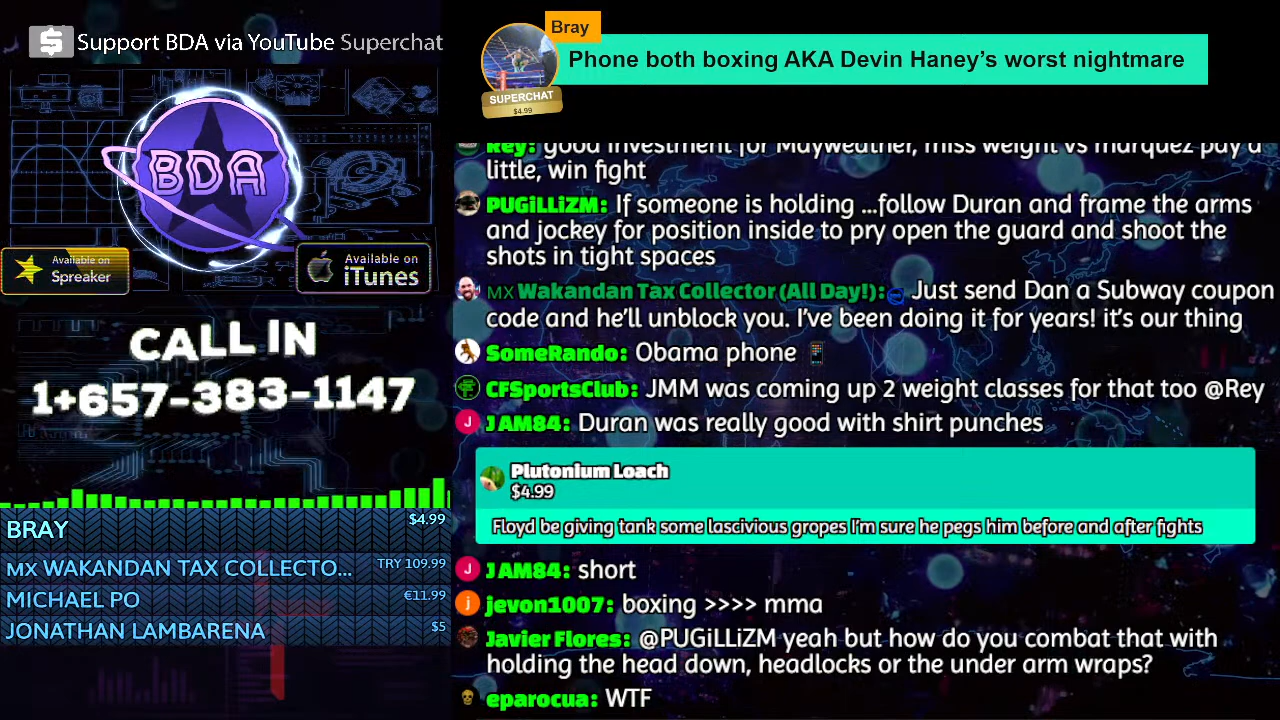 Support BDA via YouTube Superchat
BDA
Available on
Spreaker
Available on
iTunes
CALL IN
1+657-383-1147
BRAY $4.99
MX WAKANDAN TAX COLLECTO... TRY 109.99
MICHAEL PO €11.99
JONATHAN LAMBARENA $5
Bray
Phone both boxing AKA Devin Haney's worst nightmare
SUPERCHAT
$4.99
Rey: good investment for Mayweather, miss weight vs marquez pay a
little, win fight
PUGiLLiZM: If someone is holding ...follow Duran and frame the arms
and jockey for position inside to pry open the guard and shoot the
shots in tight spaces
MX Wakandan Tax Collector (All Day!): Just send Dan a Subway coupon
code and he'll unblock you. I've been doing it for years! it's our thing
SomeRando: Obama phone 📱
CFSportsClub: JMM was coming up 2 weight classes for that too @Rey
J JAM84: Duran was really good with shirt punches
Plutonium Loach
$4.99
Floyd be giving tank some lascivious gropes I'm sure he pegs him before and after fights
J JAM84: short
j jevon1007: boxing >>>> mma
Javier Flores: @PUGiLLiZM yeah but how do you combat that with
holding the head down, headlocks or the under arm wraps?
eparocua: WTF